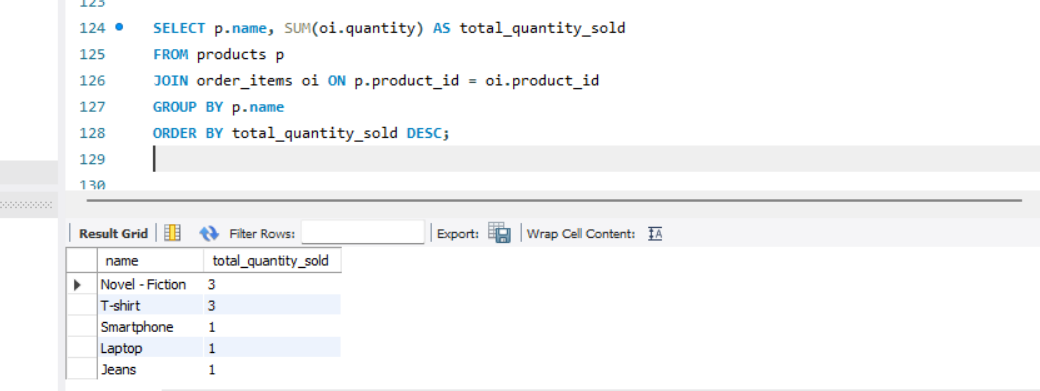 123
124 SELECT p.name, SUM(oi.quantity) AS total_quantity_sold
125 FROM products p
126 JOIN order_items oi ON p.product_id = oi.product_id
127 GROUP BY p.name
128 ORDER BY total_quantity_sold DESC;
129
130
Result Grid Filter Rows: Export: Wrap Cell Content: IA
name total_quantity_sold
Novel - Fiction 3
T-shirt 3
Smartphone 1
Laptop 1
Jeans 1